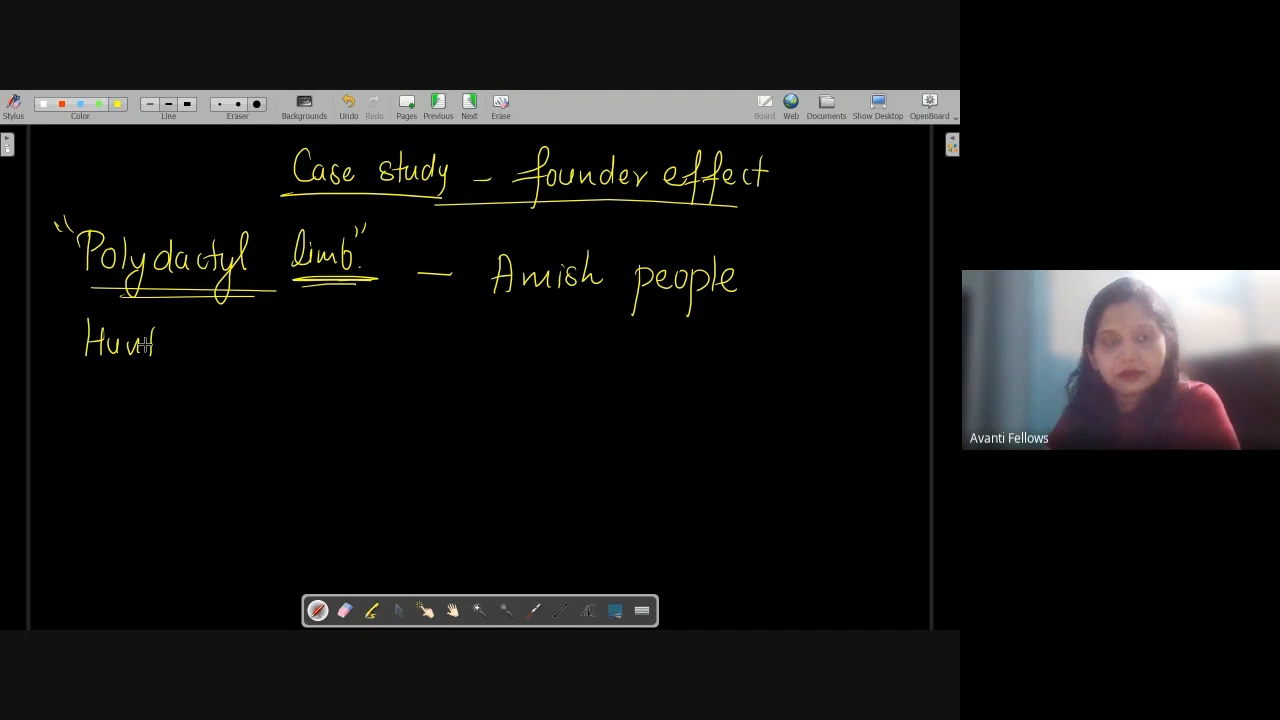 Stylus Color Line Eraser Backgrounds Undo Redo Pages Previous Next Erase Board Web Documents Show Desktop OpenBoard
Case study - founder effect
"Polydactyl limb" - Amish people
Hunt
Avanti Fellows